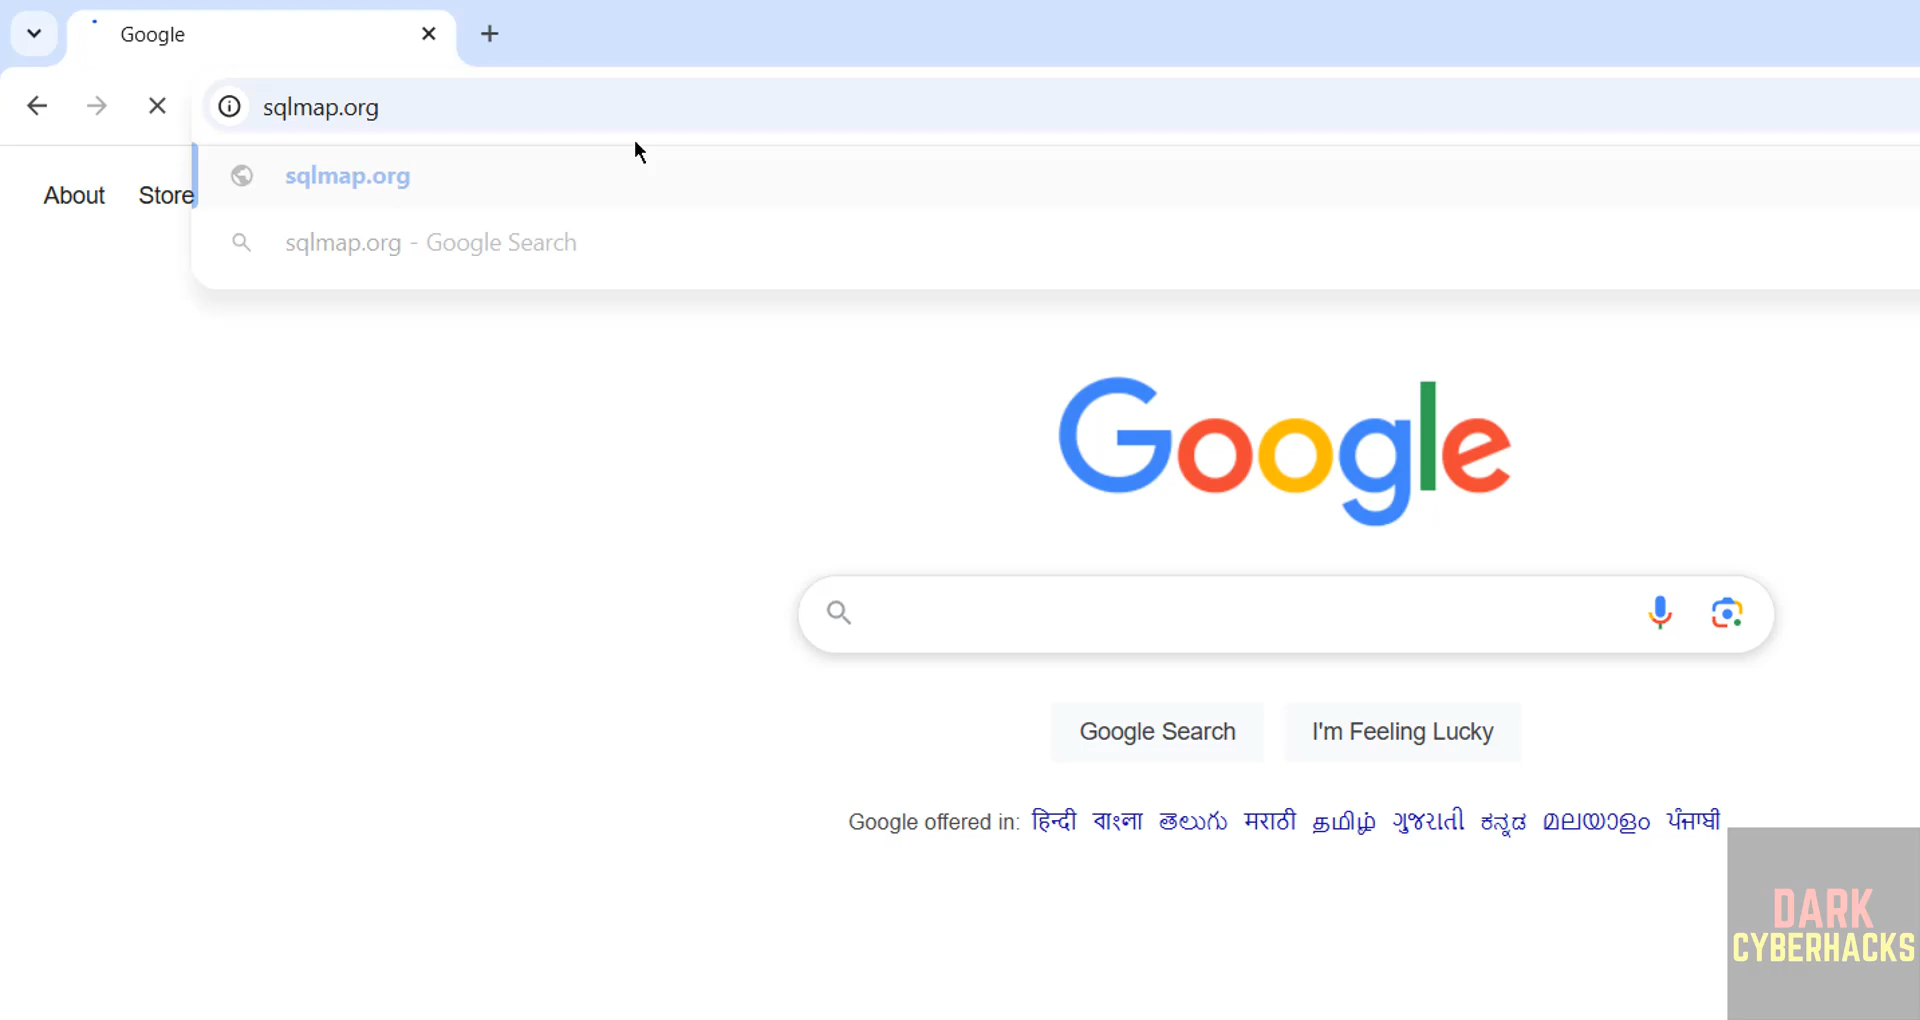 Google
sqlmap.org
sqlmap.org
sqlmap.org - Google Search
About Store
Google
Google Search I'm Feeling Lucky
Google offered in: हिन्दी বাংলা తెలుగు मराठी தமிழ் ગુજરાતી ಕನ್ನಡ മലയാളം ਪੰਜਾਬੀ
DARK
CYBERHACKS